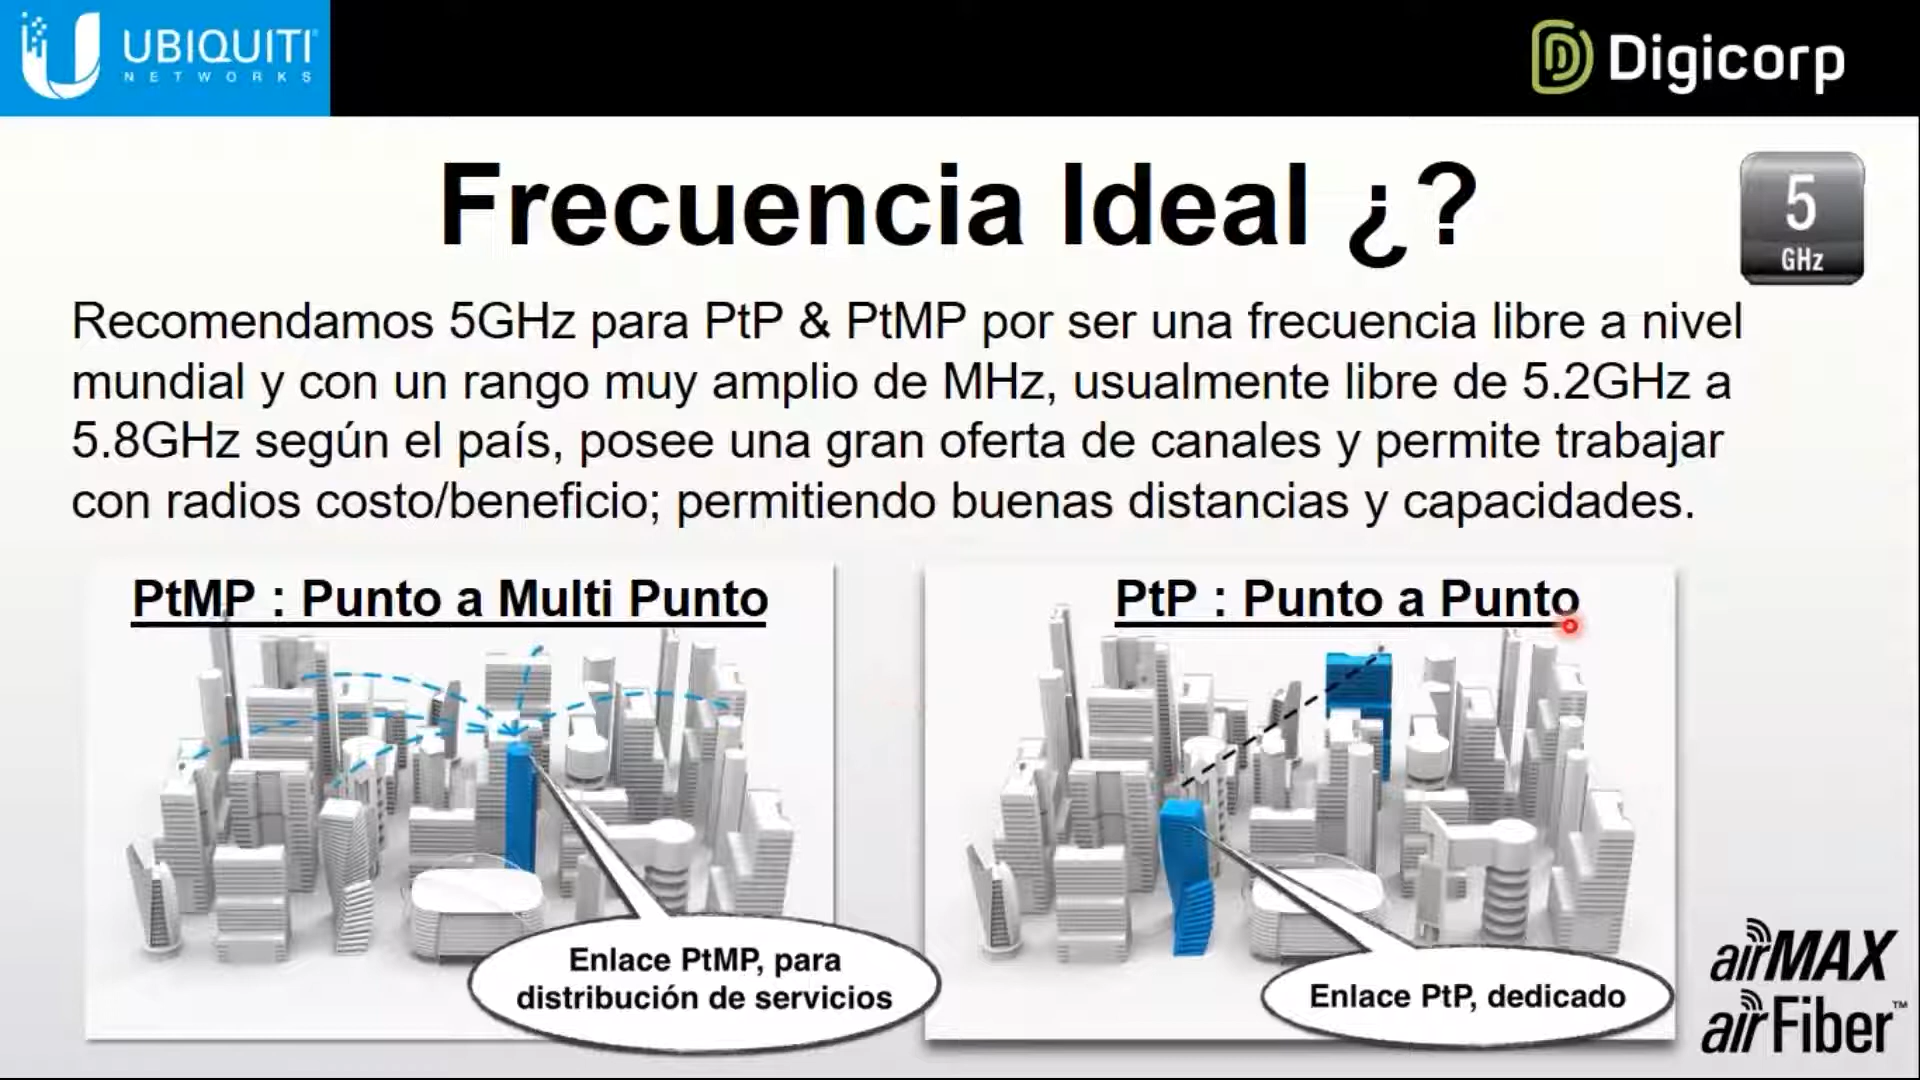 UBIQUITI
NETWORKS
Digicorp
Frecuencia Ideal ¿?
5
GHz
Recomendamos 5GHz para PtP & PtMP por ser una frecuencia libre a nivel
mundial y con un rango muy amplio de MHz, usualmente libre de 5.2GHz a
5.8GHz según el país, posee una gran oferta de canales y permite trabajar
con radios costo/beneficio; permitiendo buenas distancias y capacidades.
PtMP : Punto a Multi Punto
PtP : Punto a Punto
Enlace PtMP, para
distribución de servicios
Enlace PtP, dedicado
airMAX
airFiber™